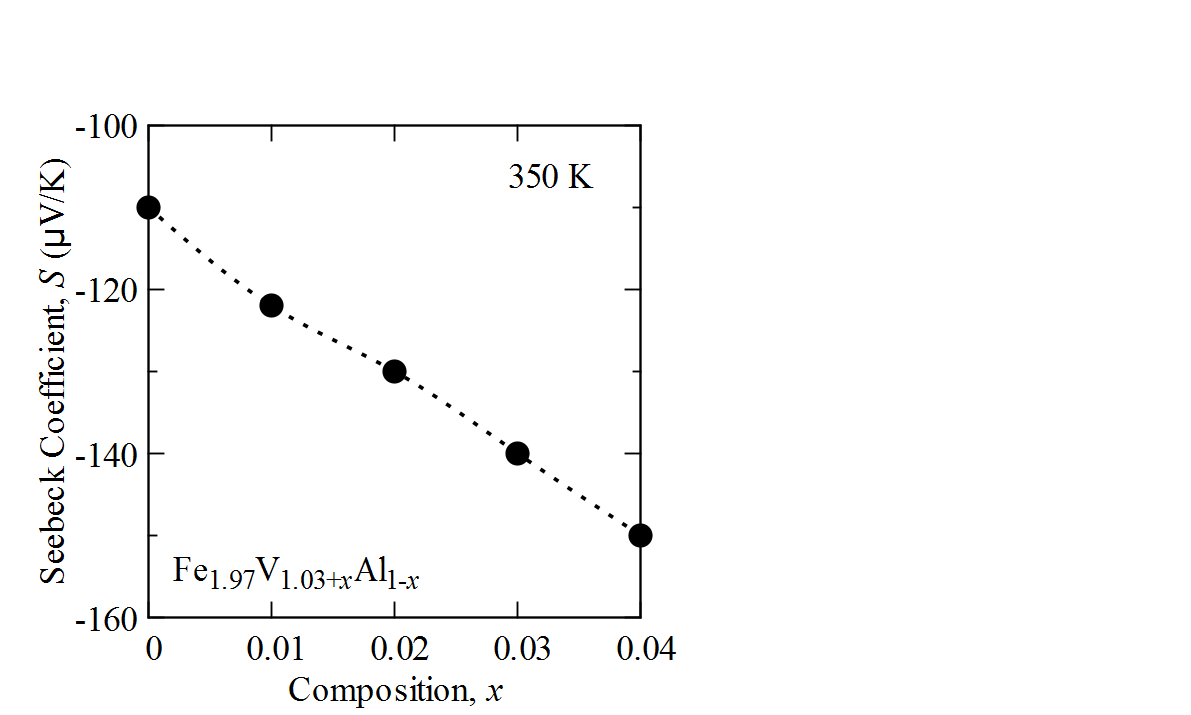 -100
350 K
-120
-140
-160
Seebeck Coefficient, S (μV/K)
Fe1.97V1.03+xAl1-x
0 0.01 0.02 0.03 0.04
Composition, x